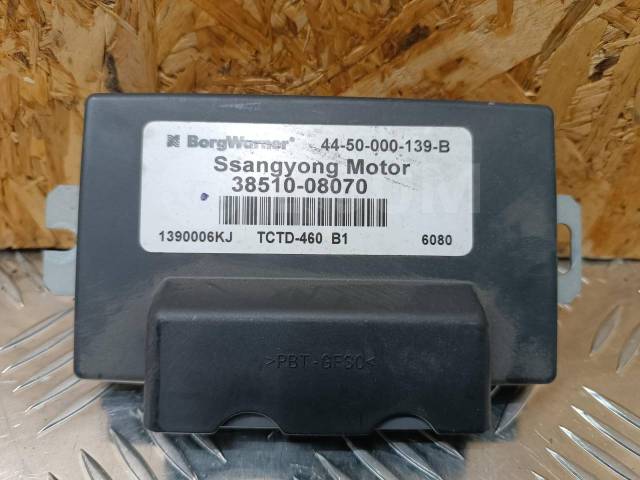 BorgWarner® 44-50-000-139-B
Ssangyong Motor
38510-08070
1390006KJ TCTD-460 B1 6080
>PBT-GF30<